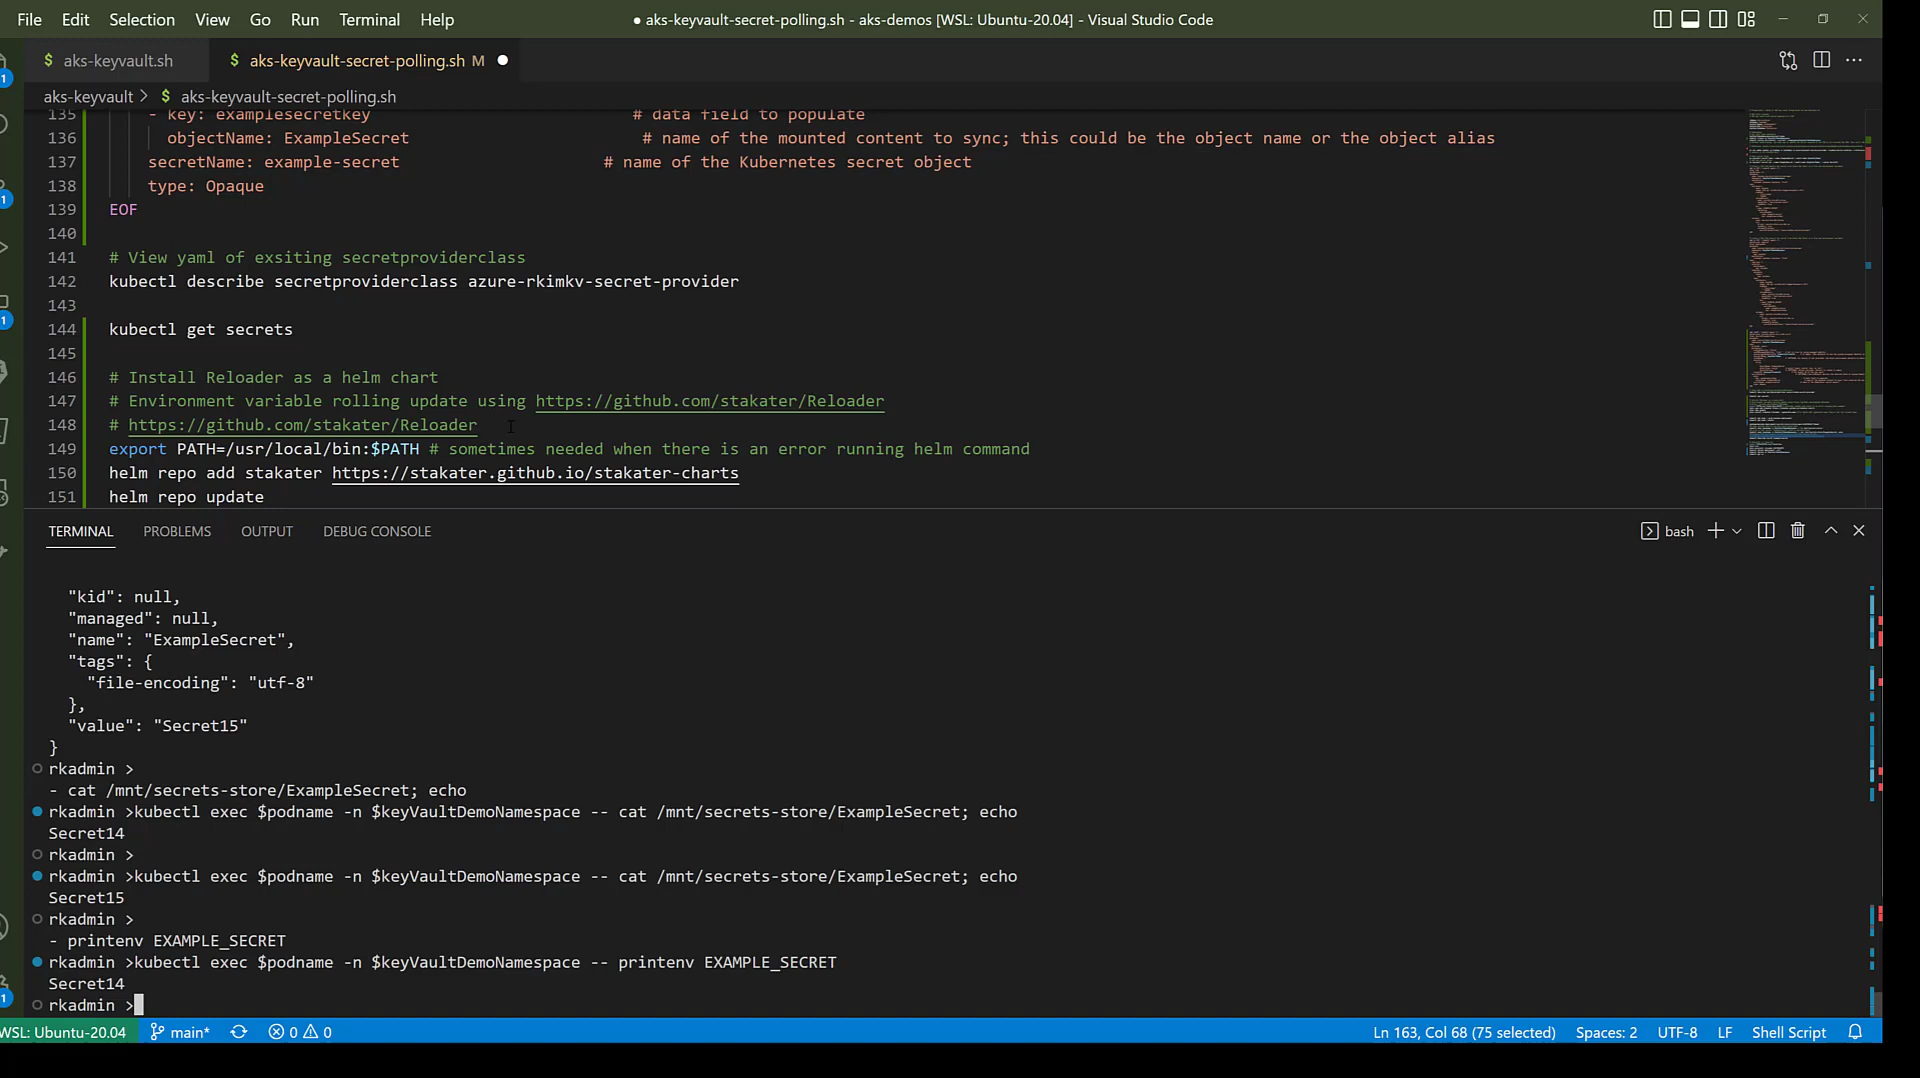 File Edit Selection View Go Run Terminal Help
● aks-keyvault-secret-polling.sh - aks-demos [WSL: Ubuntu-20.04] - Visual Studio Code
$ aks-keyvault.sh
$ aks-keyvault-secret-polling.sh M
aks-keyvault > $ aks-keyvault-secret-polling.sh
135 - key: examplesecretkey # data field to populate
136 objectName: ExampleSecret # name of the mounted content to sync; this could be the object name or the object alias
137 secretName: example-secret # name of the Kubernetes secret object
138 type: Opaque
139 EOF
140
141 # View yaml of exsiting secretproviderclass
142 kubectl describe secretproviderclass azure-rkimkv-secret-provider
143
144 kubectl get secrets
145
146 # Install Reloader as a helm chart
147 # Environment variable rolling update using https://github.com/stakater/Reloader
148 # https://github.com/stakater/Reloader
149 export PATH=/usr/local/bin:$PATH # sometimes needed when there is an error running helm command
150 helm repo add stakater https://stakater.github.io/stakater-charts
151 helm repo update
TERMINAL PROBLEMS OUTPUT DEBUG CONSOLE
bash
"kid": null,
"managed": null,
"name": "ExampleSecret",
"tags": {
"file-encoding": "utf-8"
},
"value": "Secret15"
}
rkadmin >
- cat /mnt/secrets-store/ExampleSecret; echo
rkadmin >kubectl exec $podname -n $keyVaultDemoNamespace -- cat /mnt/secrets-store/ExampleSecret; echo
Secret14
rkadmin >
rkadmin >kubectl exec $podname -n $keyVaultDemoNamespace -- cat /mnt/secrets-store/ExampleSecret; echo
Secret15
rkadmin >
- printenv EXAMPLE_SECRET
rkadmin >kubectl exec $podname -n $keyVaultDemoNamespace -- printenv EXAMPLE_SECRET
Secret14
rkadmin >
1
1
1
1
WSL: Ubuntu-20.04 main* 0 0 Ln 163, Col 68 (75 selected) Spaces: 2 UTF-8 LF Shell Script